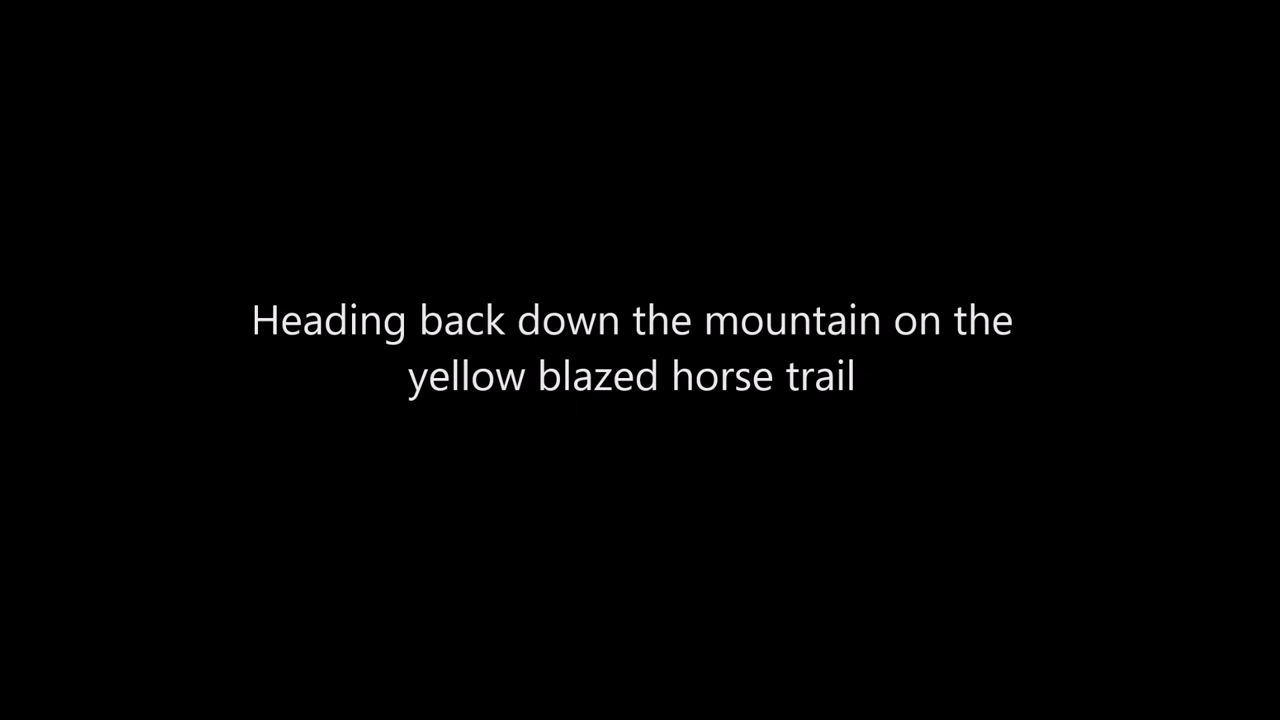 Heading back down the mountain on the
yellow blazed horse trail